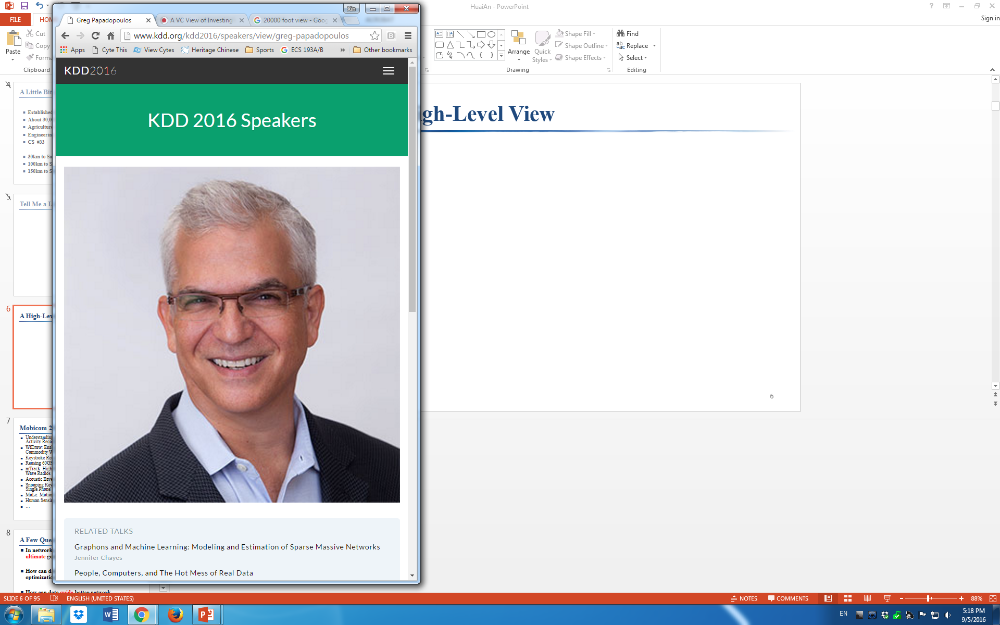 HuaiAn - PowerPoint
Sign in
FILE
HOM
Paste
Cut
Copy
Forma
Clipboard
Arrange
Quick
Styles
Shape Fill
Shape Outline
Shape Effects
Drawing
Find
Replace
Select
Editing
Xin
Greg Papadopoulos
A VC View of Investing
20000 foot view - Goog
www.kdd.org/kdd2016/speakers/view/greg-papadopoulos
Apps
Cyte This
View Cytes
Heritage Chinese
Sports
ECS 193A/B
»
Other bookmarks
KDD2016
KDD 2016 Speakers
RELATED TALKS
Graphons and Machine Learning: Modeling and Estimation of Sparse Massive Networks
Jennifer Chayes
People, Computers, and The Hot Mess of Real Data
4
A Little Bit
Established
About 30,0
Agriculture
Engineerin
CS #33
30km to Sa
100km to S
150km to S
5
Tell Me a L
6
A High-Lev
7
Mobicom 2
Understanding
Activity Reco
WiDraw: Ena
Commodity W
Keystroke Re
Reusing 60GH
mTrack: High
Wave Radios
Acoustic Eave
Snooping Key
Single Phone
MoLe: Motion
Human Sensin
…
8
A Few Que
In network
ultimate go
How can da
optimizatio
How can data guide better network
gh-Level View
6
SLIDE 6 OF 95
ENGLISH (UNITED STATES)
NOTES
COMMENTS
88%
EN
5:18 PM
9/5/2016